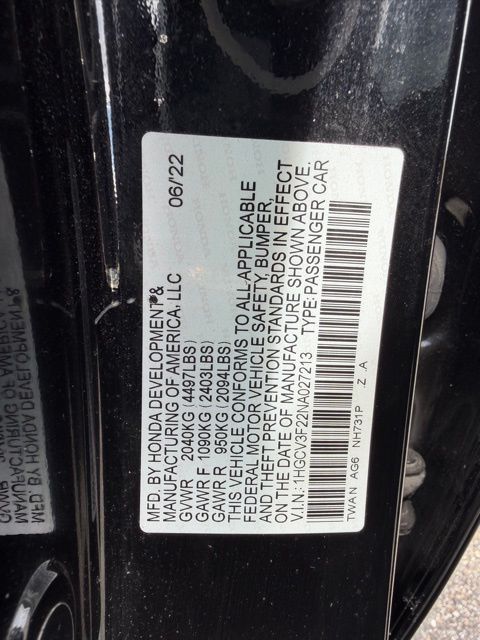 MFD. BY HONDA DEVELOPMENT &
MANUFACTURING OF AMERICA, LLC 06/'22
GVWR 2040KG (4497LBS)
GAWR F 1090KG (2403LBS)
GAWR R 950KG (2094LBS)
THIS VEHICLE CONFORMS TO ALL APPLICABLE
FEDERAL MOTOR VEHICLE SAFETY, BUMPER,
AND THEFT PREVENTION STANDARDS IN EFFECT
ON THE DATE OF MANUFACTURE SHOWN ABOVE.
V.I.N.: 1HGCV3F22NA027213 TYPE: PASSENGER CAR
TWAN AG6 NH731P .Z .A